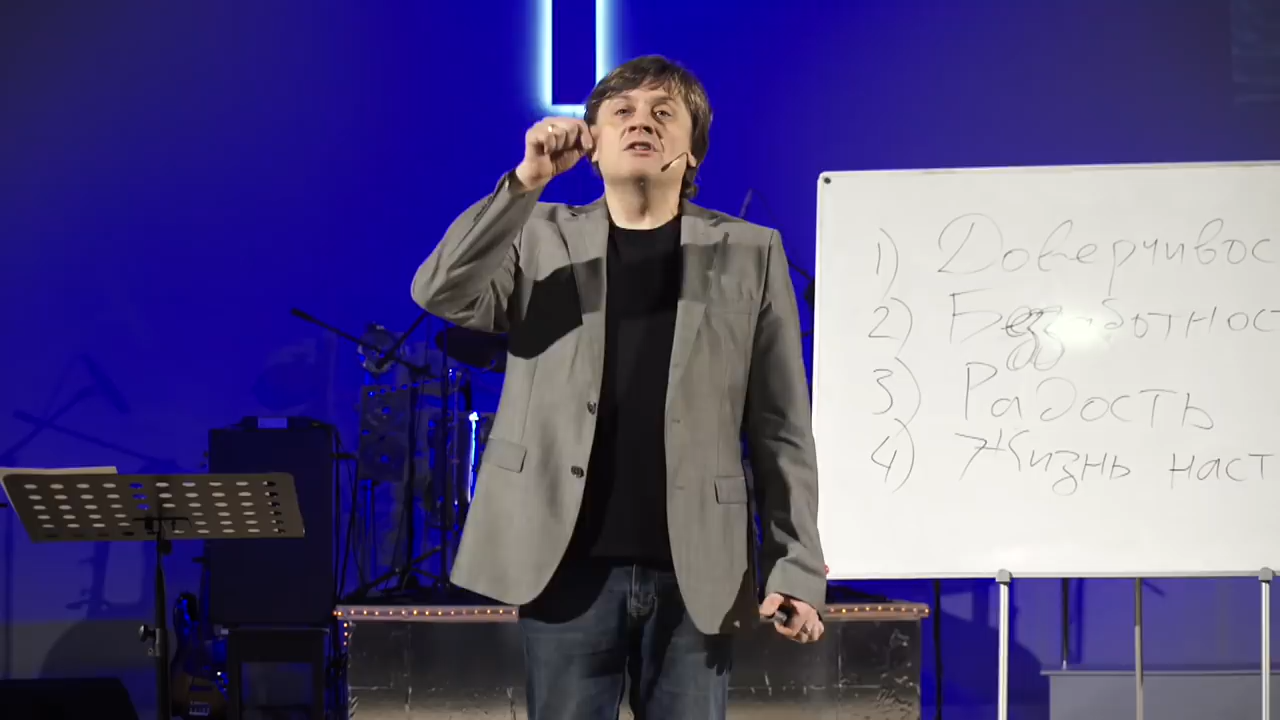 1) Доверчивос
2) Беззаботнос
3) Радость
4) Жизнь наст